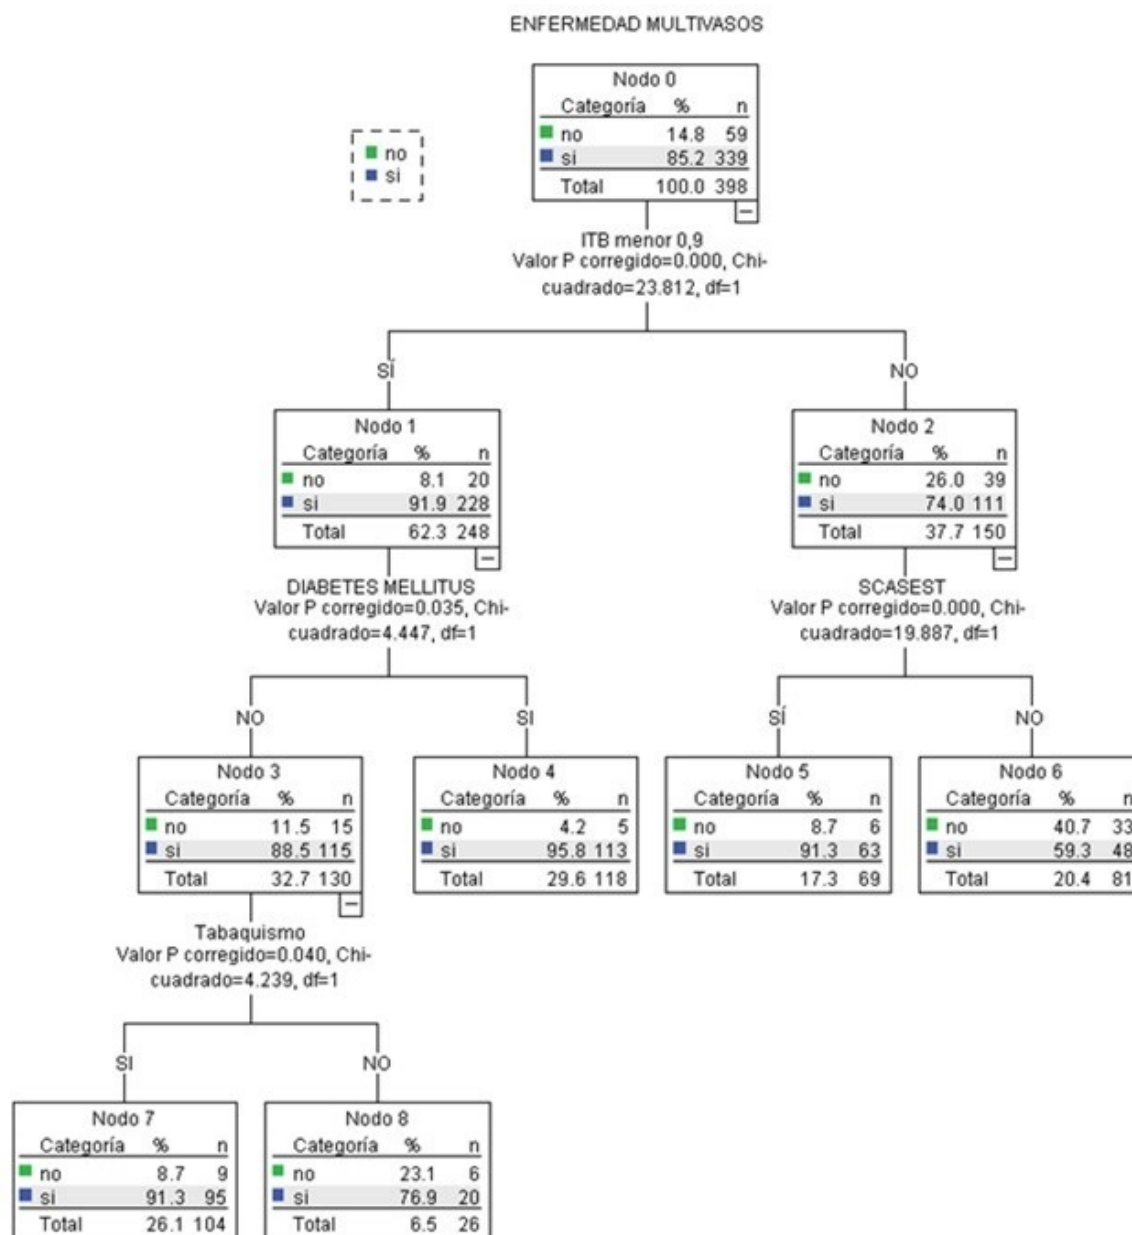 ENFERMEDAD MULTIVASOS
Nodo 0
Categoría % n
no 14.8 59
si 85.2 339
Total 100.0 398
no
si
ITB menor 0,9
Valor P corregido=0.000, Chi-
cuadrado=23.812, df=1
SÍ
NO
Nodo 1
Categoría % n
no 8.1 20
si 91.9 228
Total 62.3 248
Nodo 2
Categoría % n
no 26.0 39
si 74.0 111
Total 37.7 150
DIABETES MELLITUS
Valor P corregido=0.035, Chi-
cuadrado=4.447, df=1
SCASEST
Valor P corregido=0.000, Chi-
cuadrado=19.887, df=1
NO
SI
SÍ
NO
Nodo 3
Categoría % n
no 11.5 15
si 88.5 115
Total 32.7 130
Nodo 4
Categoría % n
no 4.2 5
si 95.8 113
Total 29.6 118
Nodo 5
Categoría % n
no 8.7 6
si 91.3 63
Total 17.3 69
Nodo 6
Categoría % n
no 40.7 33
si 59.3 48
Total 20.4 81
Tabaquismo
Valor P corregido=0.040, Chi-
cuadrado=4.239, df=1
SI
NO
Nodo 7
Categoría % n
no 8.7 9
si 91.3 95
Total 26.1 104
Nodo 8
Categoría % n
no 23.1 6
si 76.9 20
Total 6.5 26